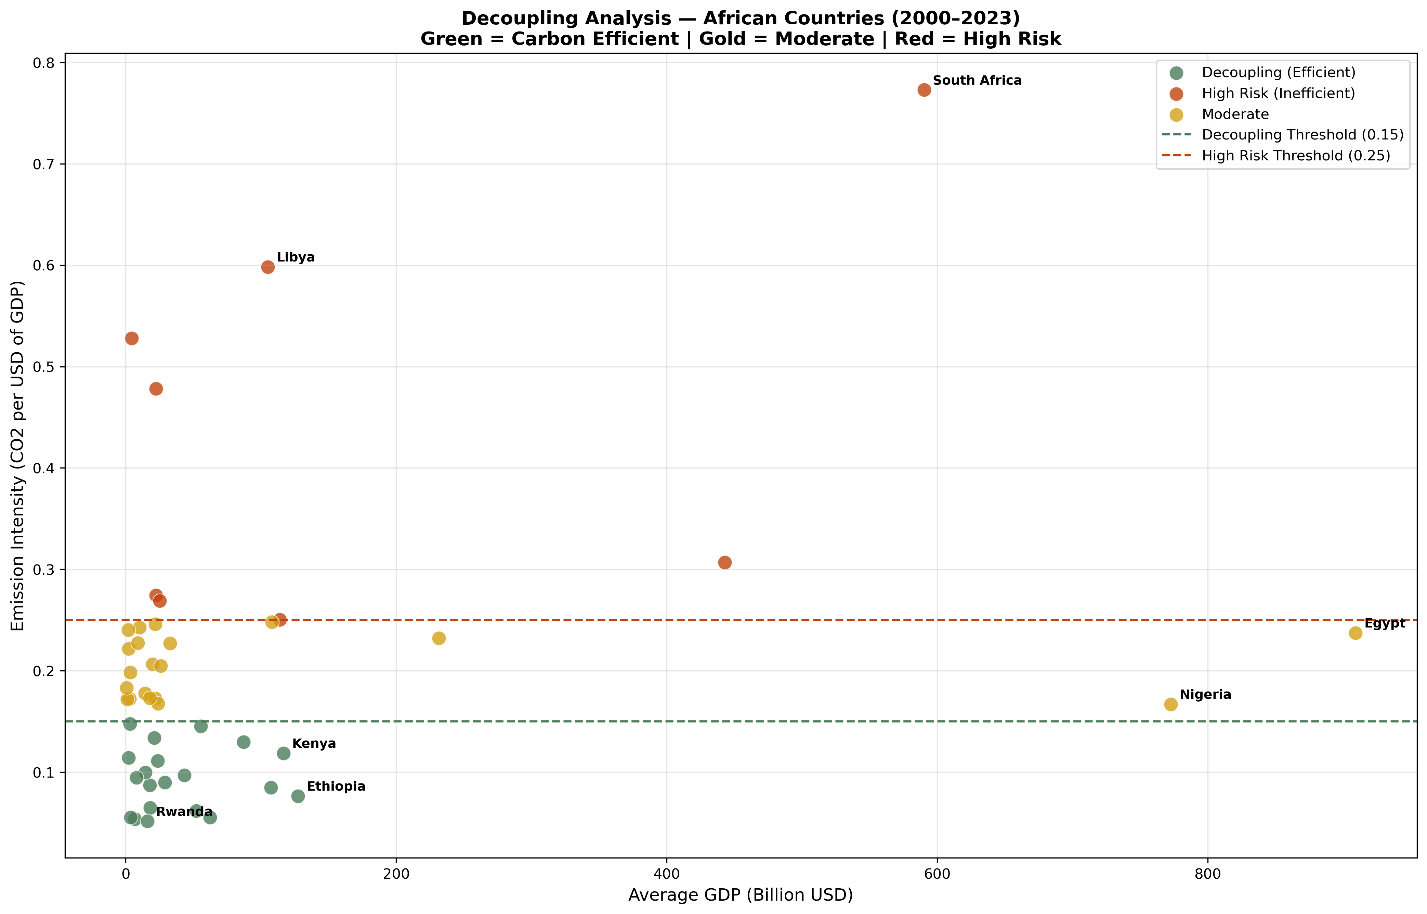 Decoupling Analysis — African Countries (2000–2023)
Green = Carbon Efficient | Gold = Moderate | Red = High Risk
Decoupling (Efficient)
High Risk (Inefficient)
Moderate
Decoupling Threshold (0.15)
High Risk Threshold (0.25)
South Africa
Libya
Egypt
Nigeria
Kenya
Ethiopia
Rwanda
Emission Intensity (CO2 per USD of GDP)
0.8
0.7
0.6
0.5
0.4
0.3
0.2
0.1
0 200 400 600 800
Average GDP (Billion USD)